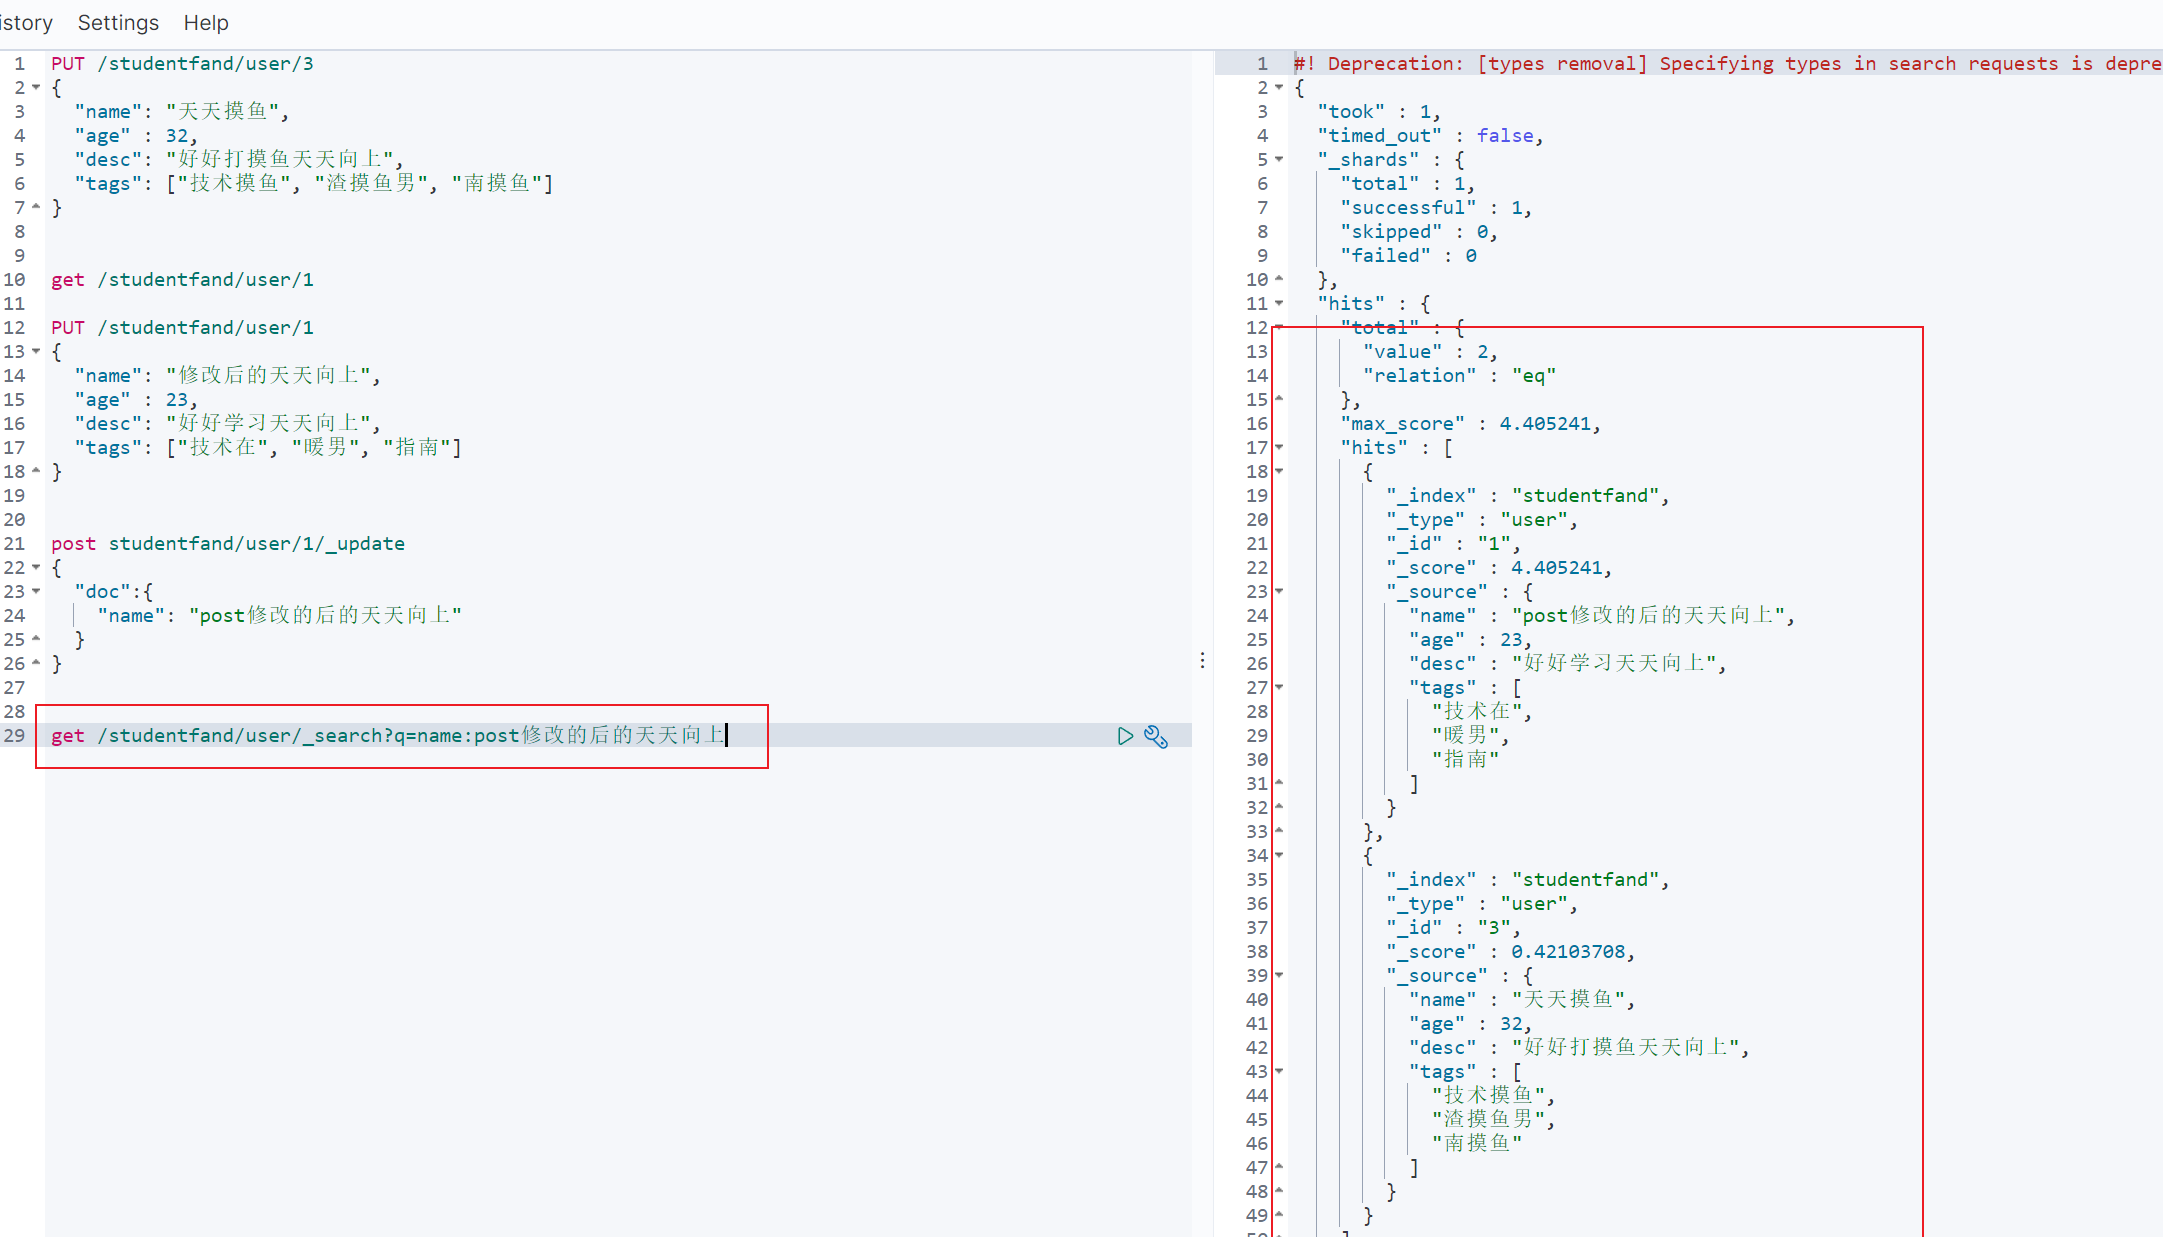 istory Settings Help
1 PUT /studentfand/user/3
2 {
3 "name": "天天摸鱼",
4 "age" : 32,
5 "desc": "好好打摸鱼天天向上",
6 "tags": ["技术摸鱼", "渣摸鱼男", "南摸鱼"]
7 }
8
9
10 get /studentfand/user/1
11
12 PUT /studentfand/user/1
13 {
14 "name": "修改后的天天向上",
15 "age" : 23,
16 "desc": "好好学习天天向上",
17 "tags": ["技术在", "暖男", "指南"]
18 }
19
20
21 post studentfand/user/1/_update
22 {
23 "doc":{
24 "name": "post修改的后的天天向上"
25 }
26 }
27
28
29 get /studentfand/user/_search?q=name:post修改的后的天天向上
1 #! Deprecation: [types removal] Specifying types in search requests is depre
2 {
3 "took" : 1,
4 "timed_out" : false,
5 "_shards" : {
6 "total" : 1,
7 "successful" : 1,
8 "skipped" : 0,
9 "failed" : 0
10 },
11 "hits" : {
12 "total" : {
13 "value" : 2,
14 "relation" : "eq"
15 },
16 "max_score" : 4.405241,
17 "hits" : [
18 {
19 "_index" : "studentfand",
20 "_type" : "user",
21 "_id" : "1",
22 "_score" : 4.405241,
23 "_source" : {
24 "name" : "post修改的后的天天向上",
25 "age" : 23,
26 "desc" : "好好学习天天向上",
27 "tags" : [
28 "技术在",
29 "暖男",
30 "指南"
31 ]
32 }
33 },
34 {
35 "_index" : "studentfand",
36 "_type" : "user",
37 "_id" : "3",
38 "_score" : 0.42103708,
39 "_source" : {
40 "name" : "天天摸鱼",
41 "age" : 32,
42 "desc" : "好好打摸鱼天天向上",
43 "tags" : [
44 "技术摸鱼",
45 "渣摸鱼男",
46 "南摸鱼"
47 ]
48 }
49 }
50 ]